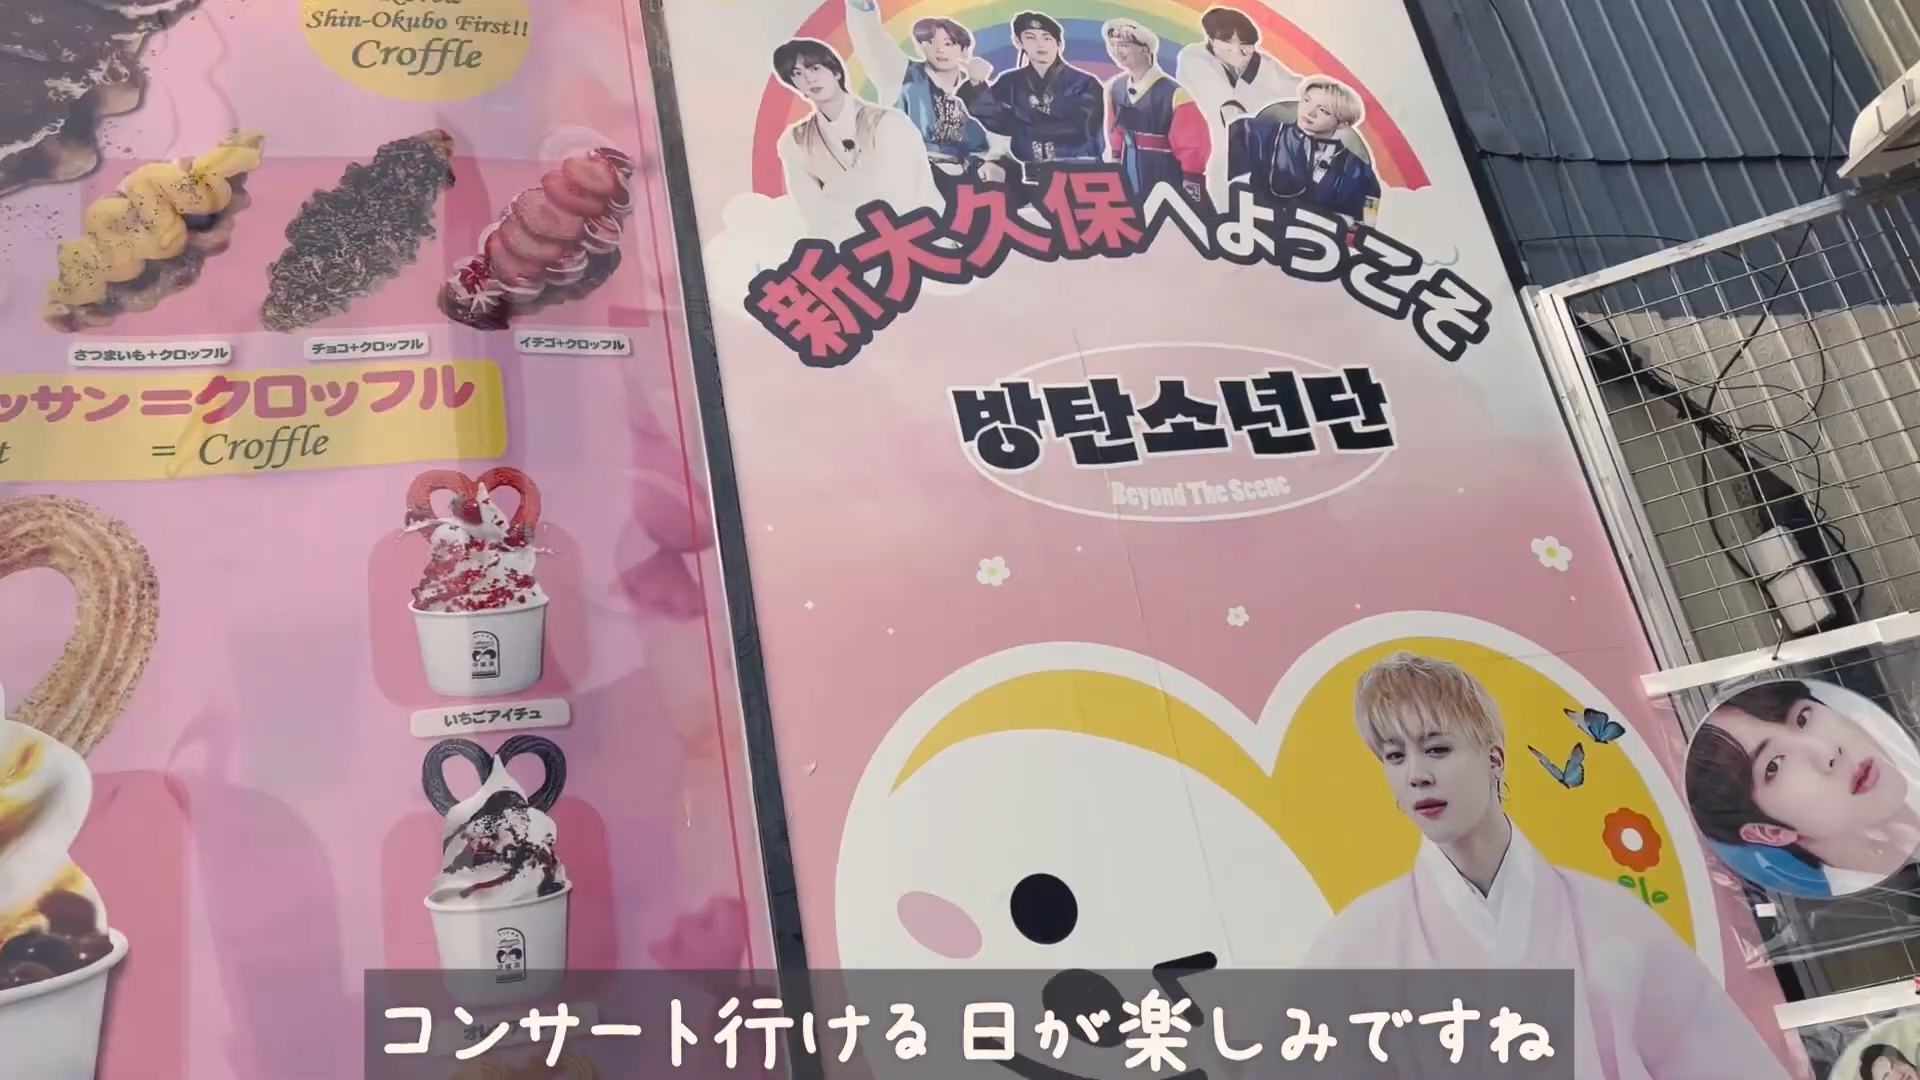 Shin-Okubo First!!
Croffle
さつまいも+クロッフル
チョコ+クロッフル
イチゴ+クロッフル
ッサン=クロッフル
= Croffle
いちごアイチュ
新大久保へようこそ
방탄소년단
Beyond The Scene
コンサート行ける日が楽しみですね